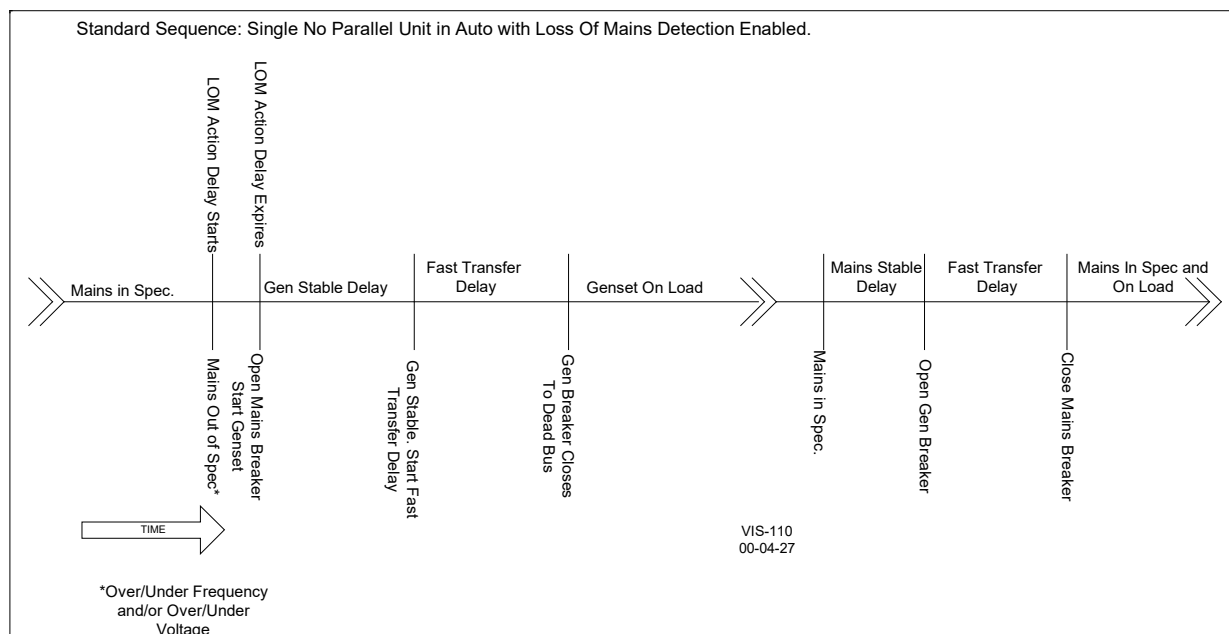 Standard Sequence: Single No Parallel Unit in Auto with Loss Of Mains Detection Enabled.
LOM Action Delay Starts
LOM Action Delay Expires
Mains in Spec.
Gen Stable Delay
Fast Transfer
Delay
Genset On Load
Mains Stable
Delay
Fast Transfer
Delay
Mains In Spec and
On Load
Mains Out of Spec*
Open Mains Breaker
Start Genset
Gen Stable. Start Fast
Transfer Delay
Gen Breaker Closes
To Dead Bus
Mains in Spec.
Open Gen Breaker
Close Mains Breaker
TIME
VIS-110
00-04-27
*Over/Under Frequency
and/or Over/Under
Voltage